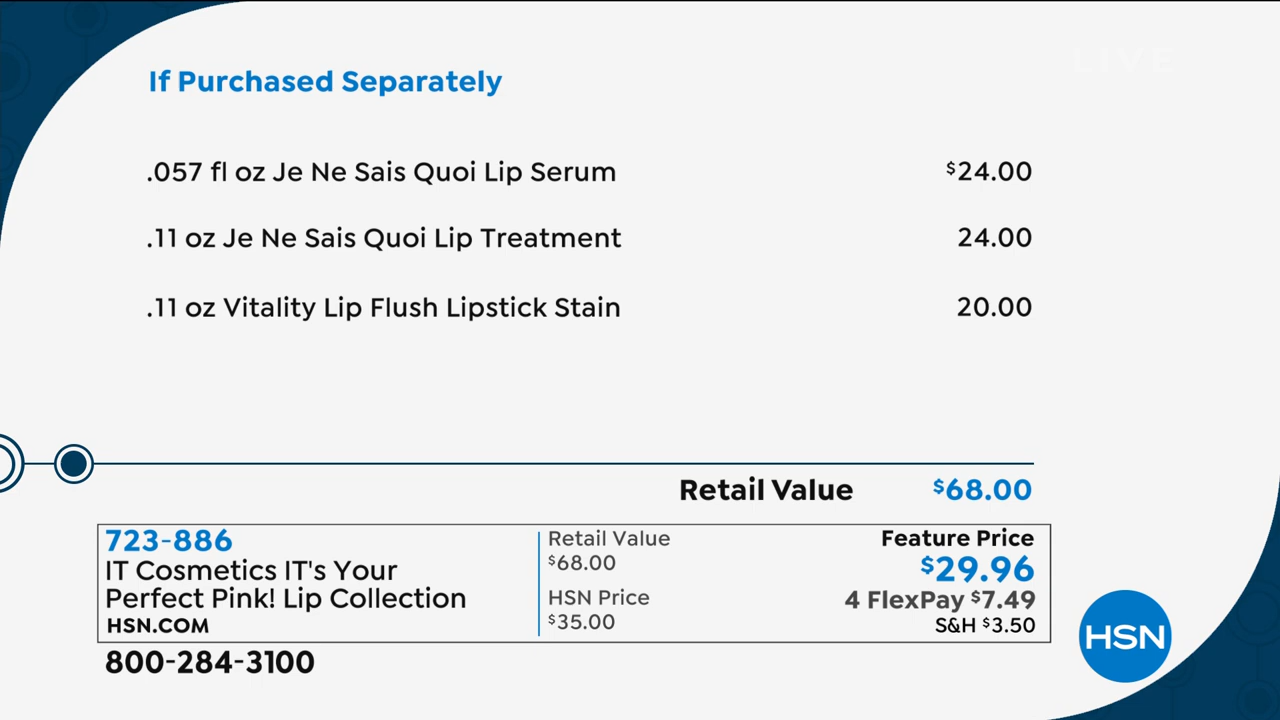 LIVE
If Purchased Separately
.057 fl oz Je Ne Sais Quoi Lip Serum $24.00
.11 oz Je Ne Sais Quoi Lip Treatment 24.00
.11 oz Vitality Lip Flush Lipstick Stain 20.00
Retail Value $68.00
723-886
IT Cosmetics IT's Your
Perfect Pink! Lip Collection
HSN.COM
Retail Value
$68.00
HSN Price
$35.00
Feature Price
$29.96
4 FlexPay $7.49
S&H $3.50
800-284-3100
HSN